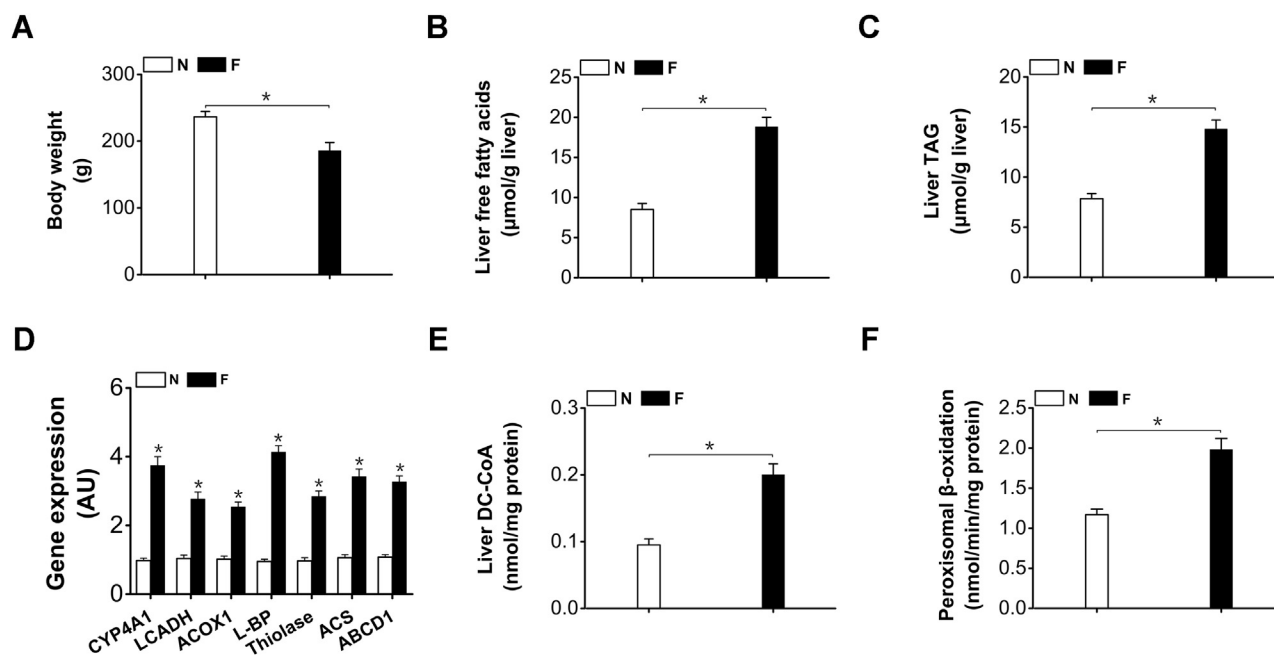 A
N F
Body weight
(g)
300
200
100
0
*
B
N F
Liver free fatty acids
(μmol/g liver)
25
20
15
10
5
0
*
C
N F
Liver TAG
(μmol/g liver)
20
15
10
5
0
*
D
N F
Gene expression
(AU)
6
4
2
0
* * * * * * *
CYP4A1 LCADH ACOX1 L-BP Thiolase ACS ABCD1
E
N F
Liver DC-CoA
(nmol/mg protein)
0.3
0.2
0.1
0.0
*
F
N F
Peroxisomal β-oxidation
(nmol/min/mg protein)
2.5
2.0
1.5
1.0
0.5
0.0
*